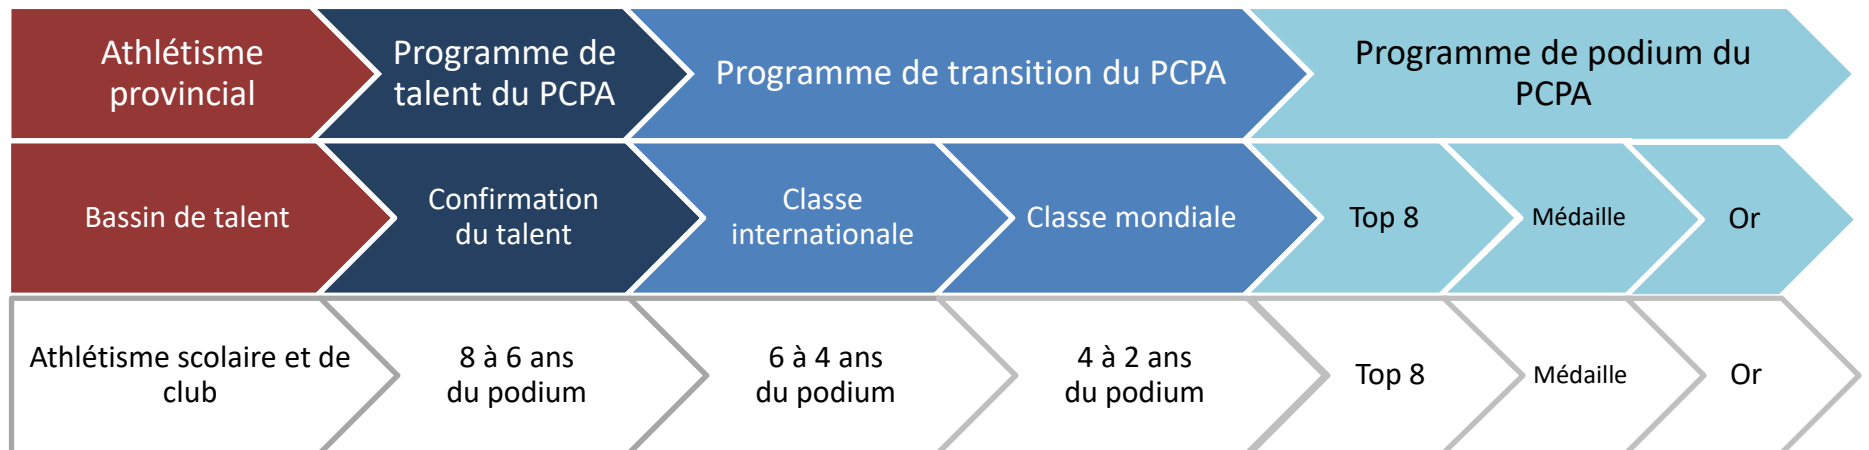 Athlétisme
provincial
Programme de
talent du PCPA
Programme de transition du PCPA
Programme de podium du
PCPA
Bassin de talent
Confirmation
du talent
Classe
internationale
Classe mondiale
Top 8
Médaille
Or
Athlétisme scolaire et de
club
8 à 6 ans
du podium
6 à 4 ans
du podium
4 à 2 ans
du podium
Top 8
Médaille
Or